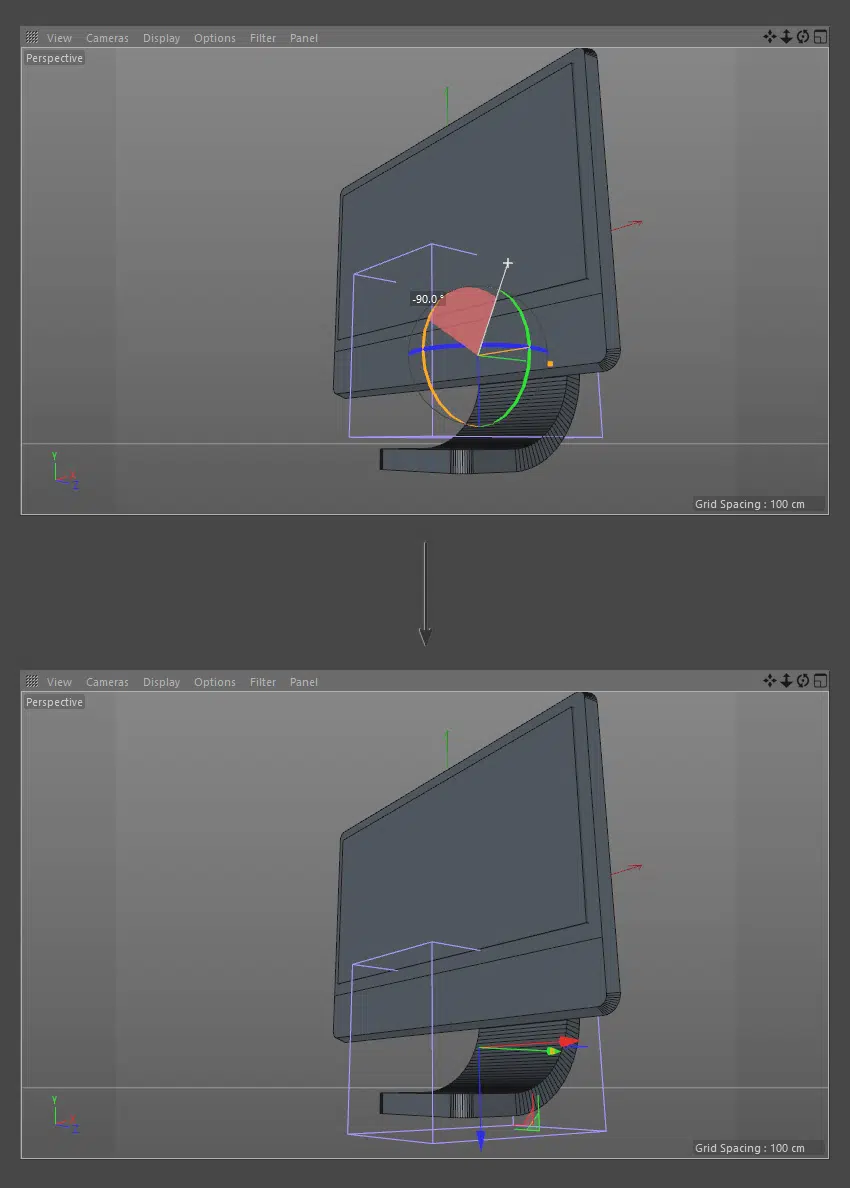 View Cameras Display Options Filter Panel
Perspective
-90.0 °
Y
X
Z
Grid Spacing : 100 cm
View Cameras Display Options Filter Panel
Perspective
Y
X
Z
Grid Spacing : 100 cm